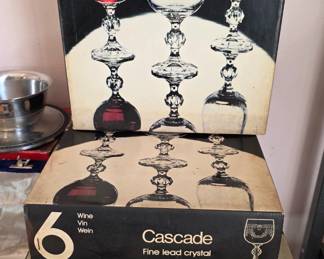 6
Wine
Vin
Wein
Cascade
Fine lead crystal